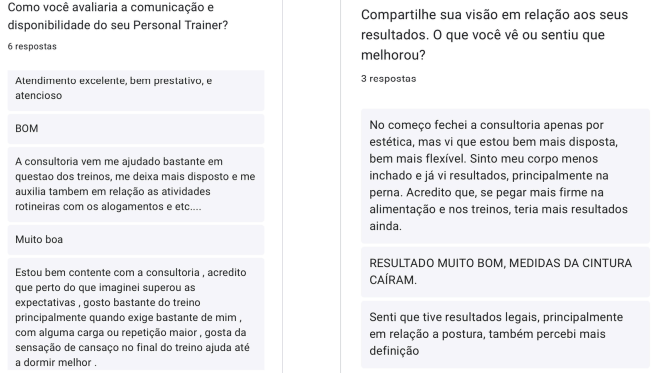 Como você avaliaria a comunicação e
disponibilidade do seu Personal Trainer?
6 respostas
Atendimento excelente, bem prestativo, e
atencioso
BOM
A consultoria vem me ajudado bastante em
questao dos treinos, me deixa mais disposto e me
auxilia tambem em relação as atividades
rotineiras com os alogamentos e etc....
Muito boa
Estou bem contente com a consultoria , acredito
que perto do que imaginei superou as
expectativas , gosto bastante do treino
principalmente quando exige bastante de mim ,
com alguma carga ou repetição maior , gosta da
sensação de cansaço no final do treino ajuda até
a dormir melhor .
Compartilhe sua visão em relação aos seus
resultados. O que você vê ou sentiu que
melhorou?
3 respostas
No começo fechei a consultoria apenas por
estética, mas vi que estou bem mais disposta,
bem mais flexível. Sinto meu corpo menos
inchado e já vi resultados, principalmente na
perna. Acredito que, se pegar mais firme na
alimentação e nos treinos, teria mais resultados
ainda.
RESULTADO MUITO BOM, MEDIDAS DA CINTURA
CAÍRAM.
Senti que tive resultados legais, principalmente
em relação a postura, também percebi mais
definição